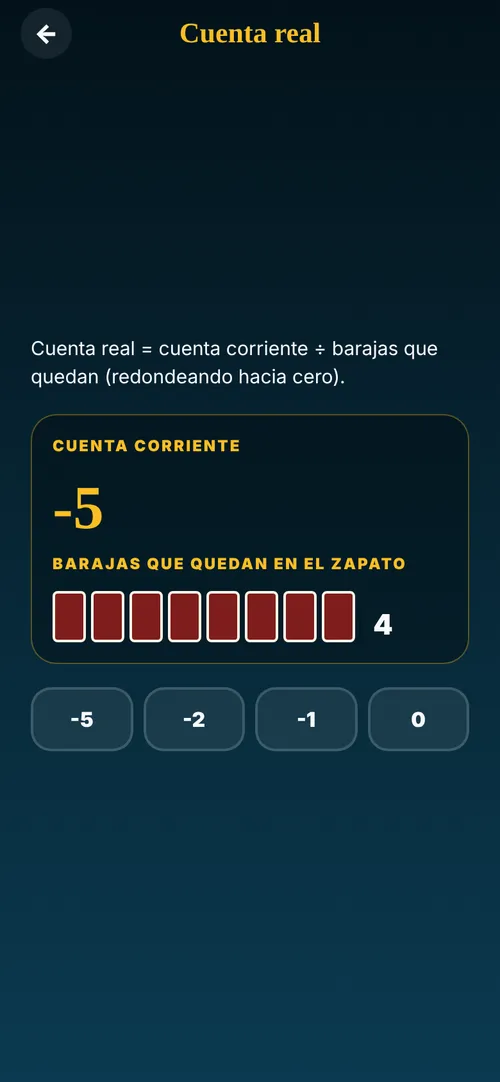 Cuenta real
Cuenta real = cuenta corriente ÷ barajas que
quedan (redondeando hacia cero).
CUENTA CORRIENTE
-5
BARAJAS QUE QUEDAN EN EL ZAPATO
4
-5 -2 -1 0